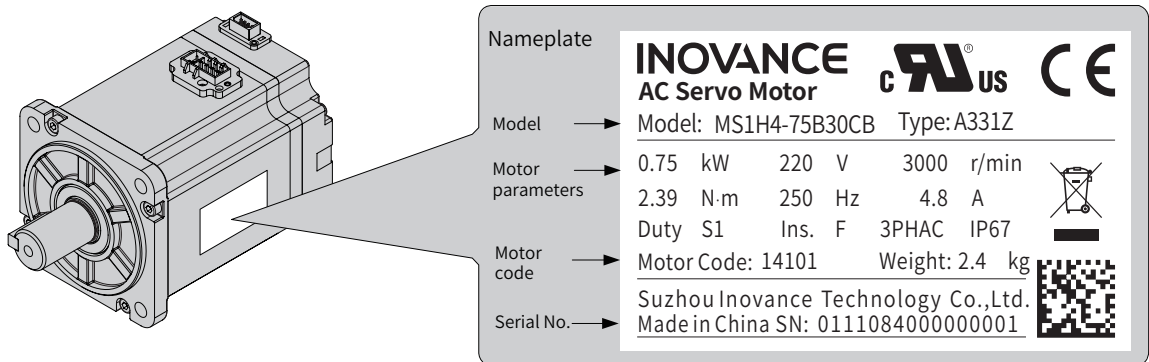 Nameplate
INOVANCE
AC Servo Motor
c RU ® US CE
Model
Model: MS1H4-75B30CB Type: A331Z
Motor
parameters
0.75 kW 220 V 3000 r/min
2.39 N·m 250 Hz 4.8 A
Duty S1 Ins. F 3PHAC IP67
Motor
code
Motor Code: 14101 Weight: 2.4 kg
Suzhou Inovance Technology Co.,Ltd.
Serial No.
Made in China SN: 0111084000000001